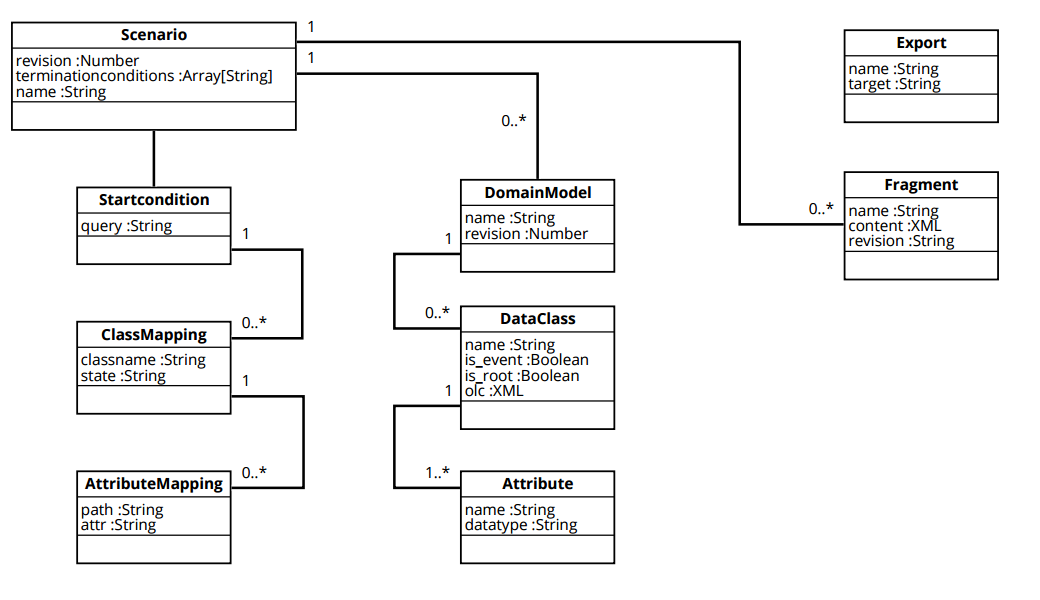 Scenario
revision :Number
terminationconditions :Array[String]
name :String
1
1
0..*
0..*
Export
name :String
target :String
Startcondition
query :String
1
0..*
ClassMapping
classname :String
state :String
1
0..*
AttributeMapping
path :String
attr :String
DomainModel
name :String
revision :Number
1
0..*
DataClass
name :String
is_event :Boolean
is_root :Boolean
olc :XML
1
1..*
Attribute
name :String
datatype :String
Fragment
name :String
content :XML
revision :String